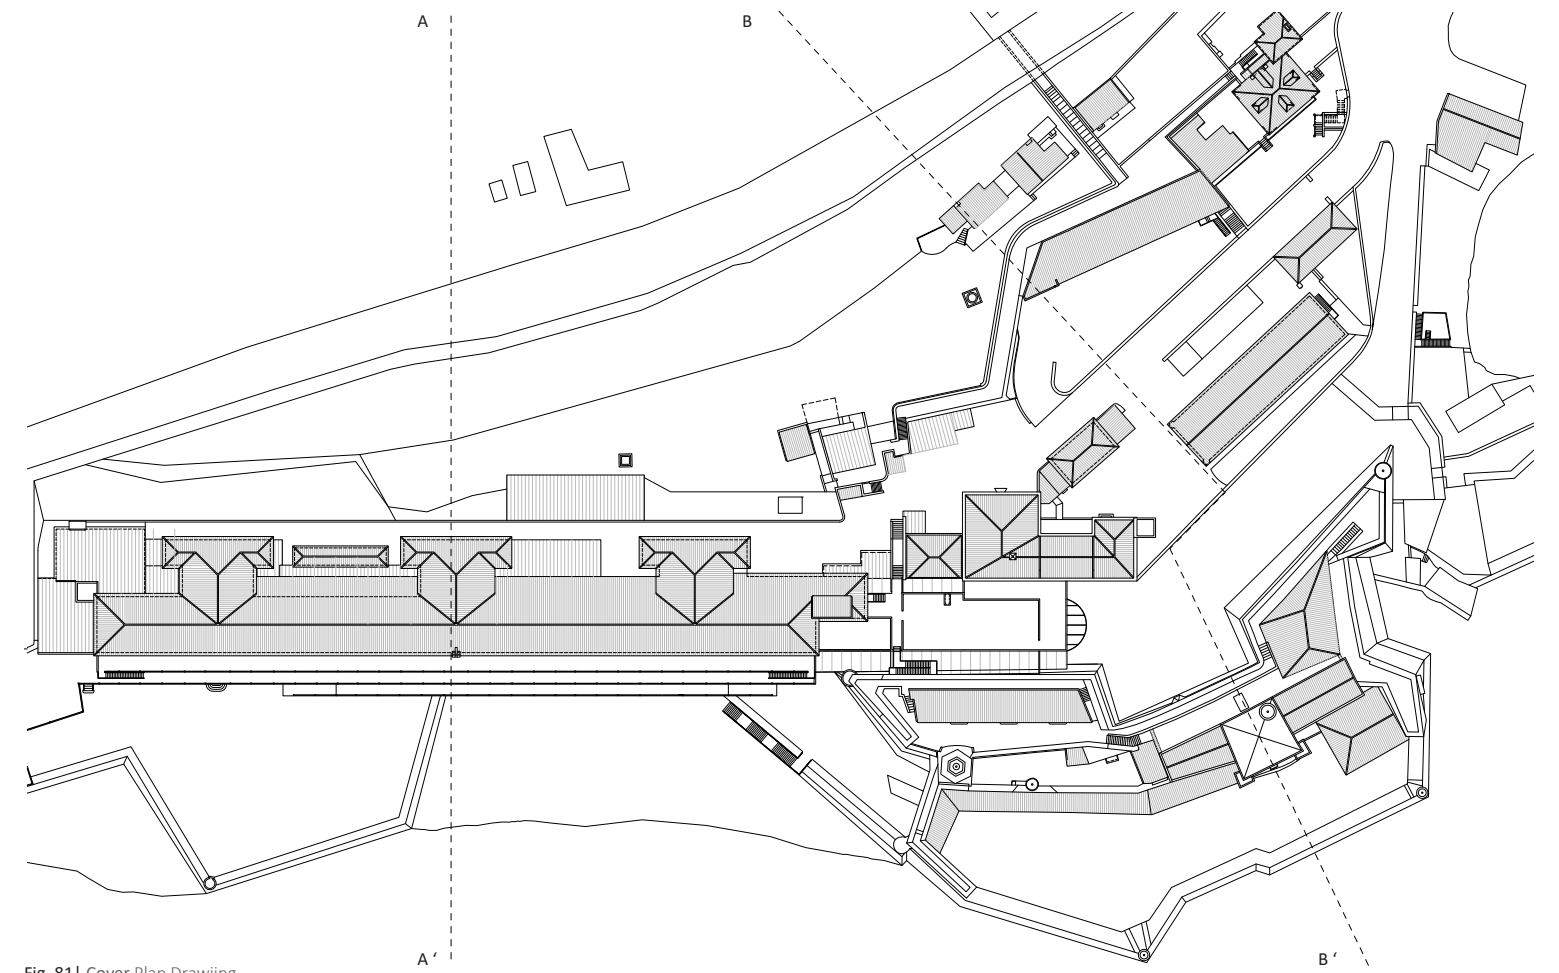 A
B
A ‘
B ‘
Fig. 81| Cover Plan Drawiing